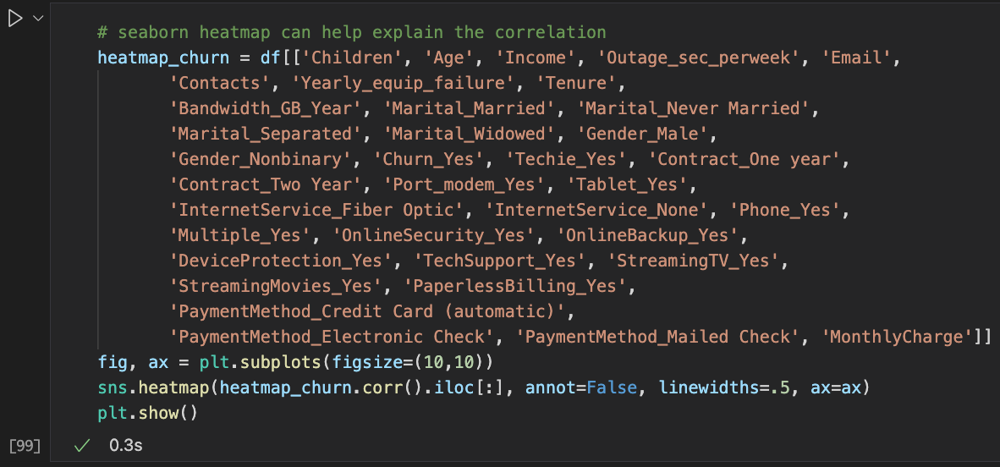 # seaborn heatmap can help explain the correlation
heatmap_churn = df[['Children', 'Age', 'Income', 'Outage_sec_perweek', 'Email',
'Contacts', 'Yearly_equip_failure', 'Tenure',
'Bandwidth_GB_Year', 'Marital_Married', 'Marital_Never Married',
'Marital_Separated', 'Marital_Widowed', 'Gender_Male',
'Gender_Nonbinary', 'Churn_Yes', 'Techie_Yes', 'Contract_One year',
'Contract_Two Year', 'Port_modem_Yes', 'Tablet_Yes',
'InternetService_Fiber Optic', 'InternetService_None', 'Phone_Yes',
'Multiple_Yes', 'OnlineSecurity_Yes', 'OnlineBackup_Yes',
'DeviceProtection_Yes', 'TechSupport_Yes', 'StreamingTV_Yes',
'StreamingMovies_Yes', 'PaperlessBilling_Yes',
'PaymentMethod_Credit Card (automatic)',
'PaymentMethod_Electronic Check', 'PaymentMethod_Mailed Check', 'MonthlyCharge']]
fig, ax = plt.subplots(figsize=(10,10))
sns.heatmap(heatmap_churn.corr().iloc[:], annot=False, linewidths=.5, ax=ax)
plt.show()
[99] 0.3s